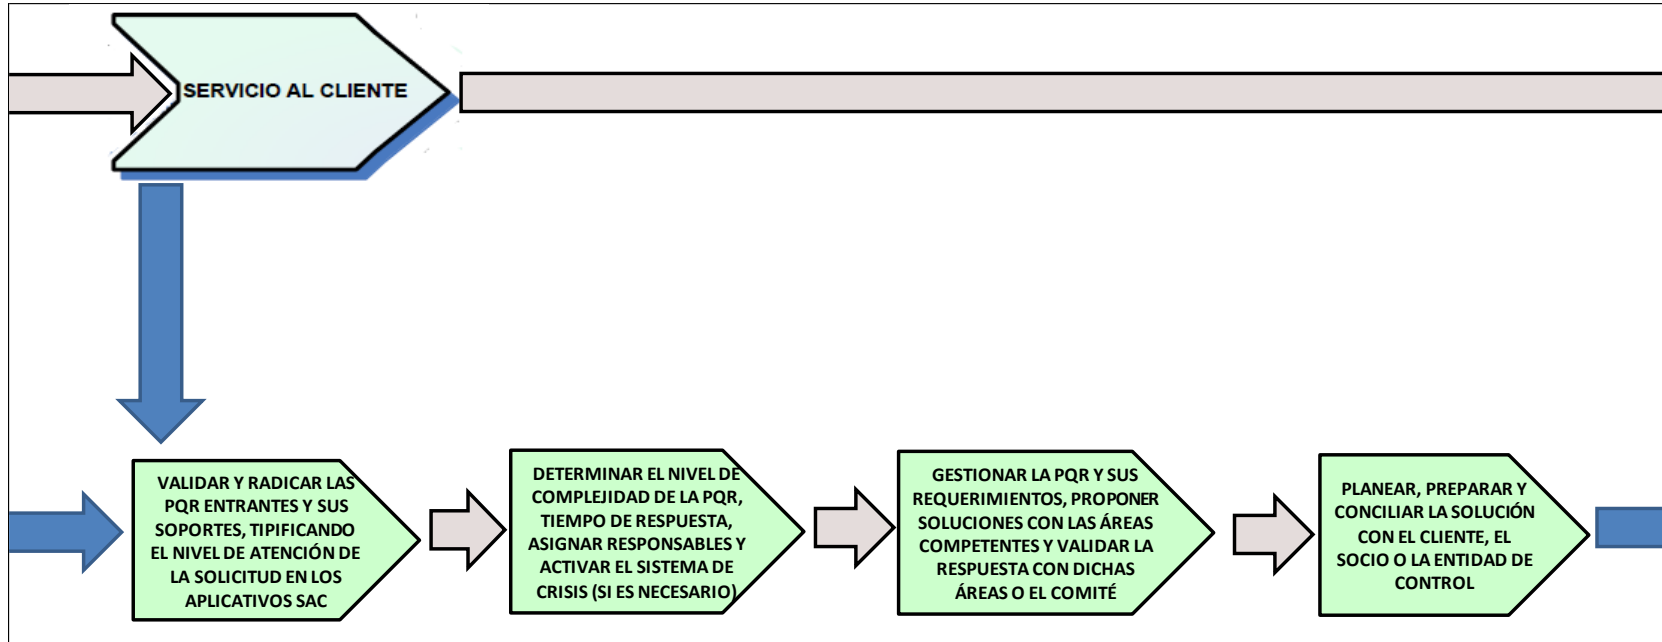 SERVICIO AL CLIENTE
VALIDAR Y RADICAR LAS
PQR ENTRANTES Y SUS
SOPORTES, TIPIFICANDO
EL NIVEL DE ATENCIÓN DE
LA SOLICITUD EN LOS
APLICATIVOS SAC
DETERMINAR EL NIVEL DE
COMPLEJIDAD DE LA PQR,
TIEMPO DE RESPUESTA,
ASIGNAR RESPONSABLES Y
ACTIVAR EL SISTEMA DE
CRISIS (SI ES NECESARIO)
GESTIONAR LA PQR Y SUS
REQUERIMIENTOS, PROPONER
SOLUCIONES CON LAS ÁREAS
COMPETENTES Y VALIDAR LA
RESPUESTA CON DICHAS
ÁREAS O EL COMITÉ
PLANEAR, PREPARAR Y
CONCILIAR LA SOLUCIÓN
CON EL CLIENTE, EL
SOCIO O LA ENTIDAD DE
CONTROL